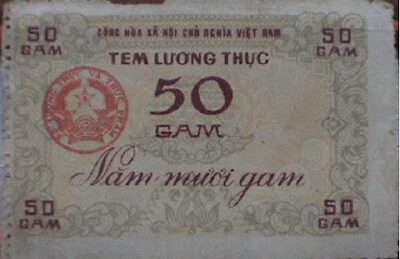 50 CỘNG HÒA XÃ HỘI CHỦ NGHĨA VIỆT NAM 50
GAM TEM LƯƠNG THỰC GAM
50
GAM
Năm mươi gam
50 50
GAM GAM